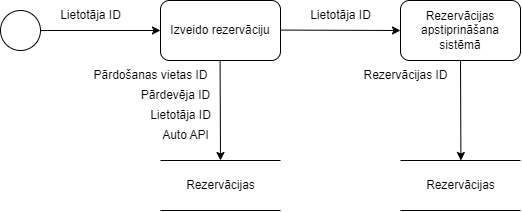 Lietotāja ID
Izveido rezervāciju
Lietotāja ID
Rezervācijas
apstiprināšana
sistēmā
Pārdošanas vietas ID
Pārdevēja ID
Lietotāja ID
Auto API
Rezervācijas ID
Rezervācijas
Rezervācijas